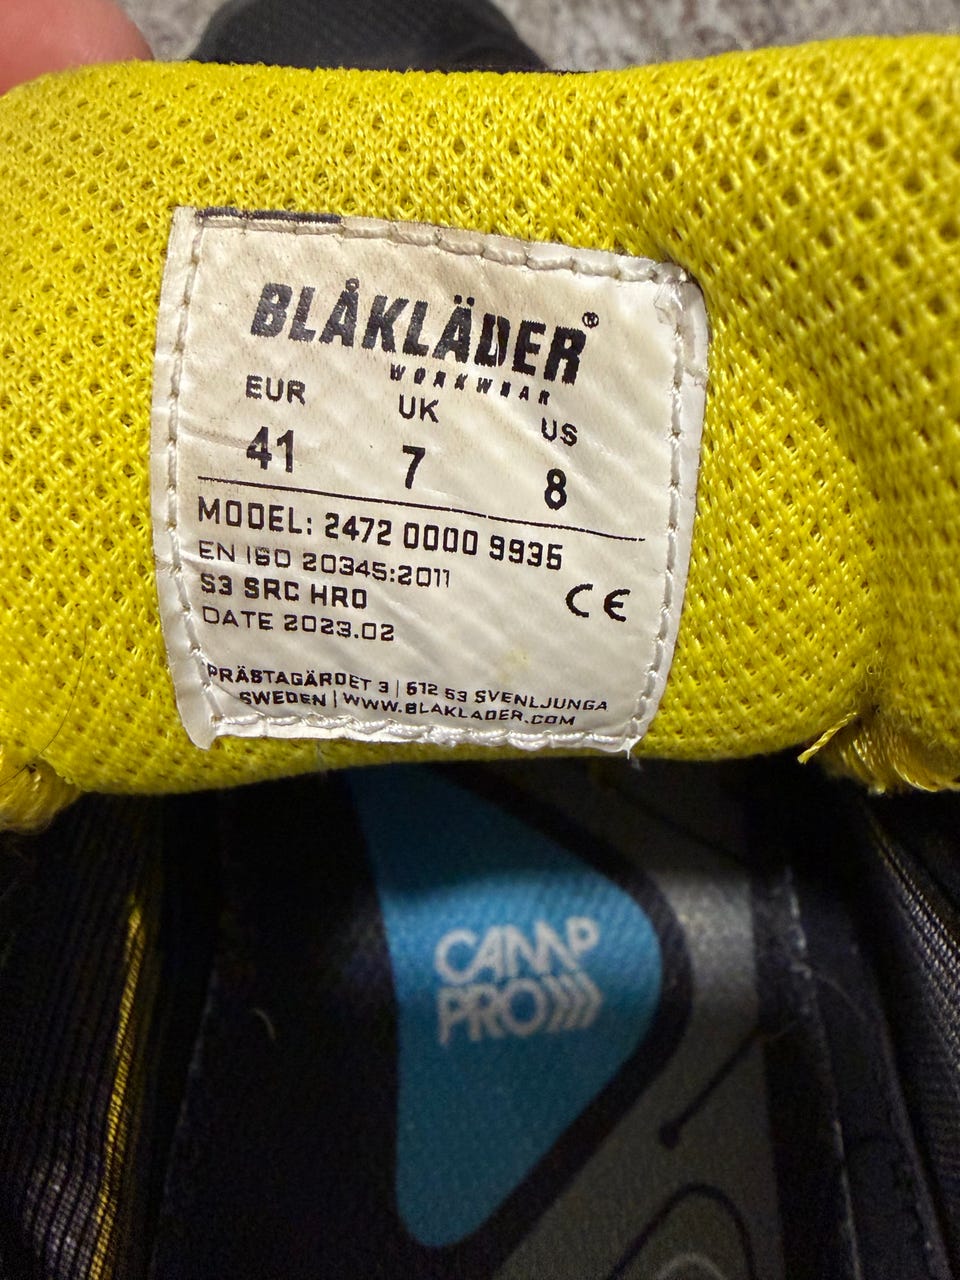 BLÅKLÄDER®
WORKWEAR
EUR UK US
41 7 8
MODEL: 2472 0000 9935
EN ISO 20345:2011
S3 SRC HRO
DATE 2023.02
CE
PRÄSTAGÄRDET 3 | 512 53 SVENLJUNGA
SWEDEN | WWW.BLAKLADER.COM
CAMP
PRO